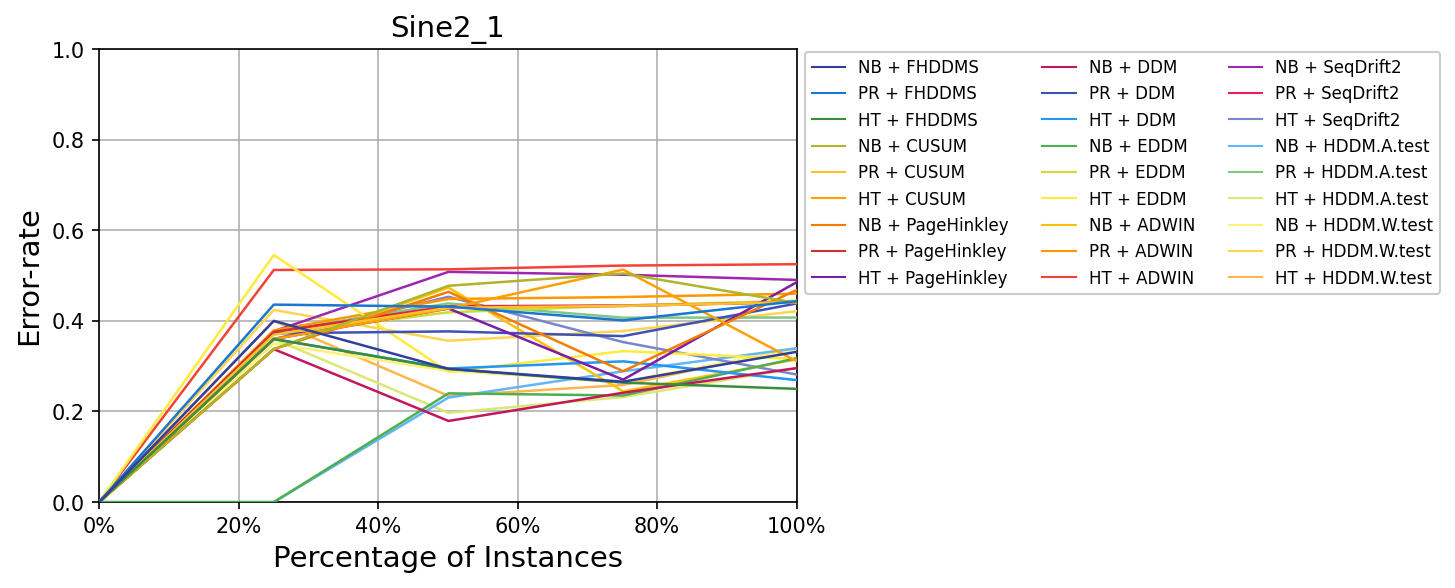 Sine2_1
1.0
0.8
0.6
0.4
0.2
0.0
Error-rate
0% 20% 40% 60% 80% 100%
Percentage of Instances
NB + FHDDMS
PR + FHDDMS
HT + FHDDMS
NB + CUSUM
PR + CUSUM
HT + CUSUM
NB + PageHinkley
PR + PageHinkley
HT + PageHinkley
NB + DDM
PR + DDM
HT + DDM
NB + EDDM
PR + EDDM
HT + EDDM
NB + ADWIN
PR + ADWIN
HT + ADWIN
NB + SeqDrift2
PR + SeqDrift2
HT + SeqDrift2
NB + HDDM.A.test
PR + HDDM.A.test
HT + HDDM.A.test
NB + HDDM.W.test
PR + HDDM.W.test
HT + HDDM.W.test